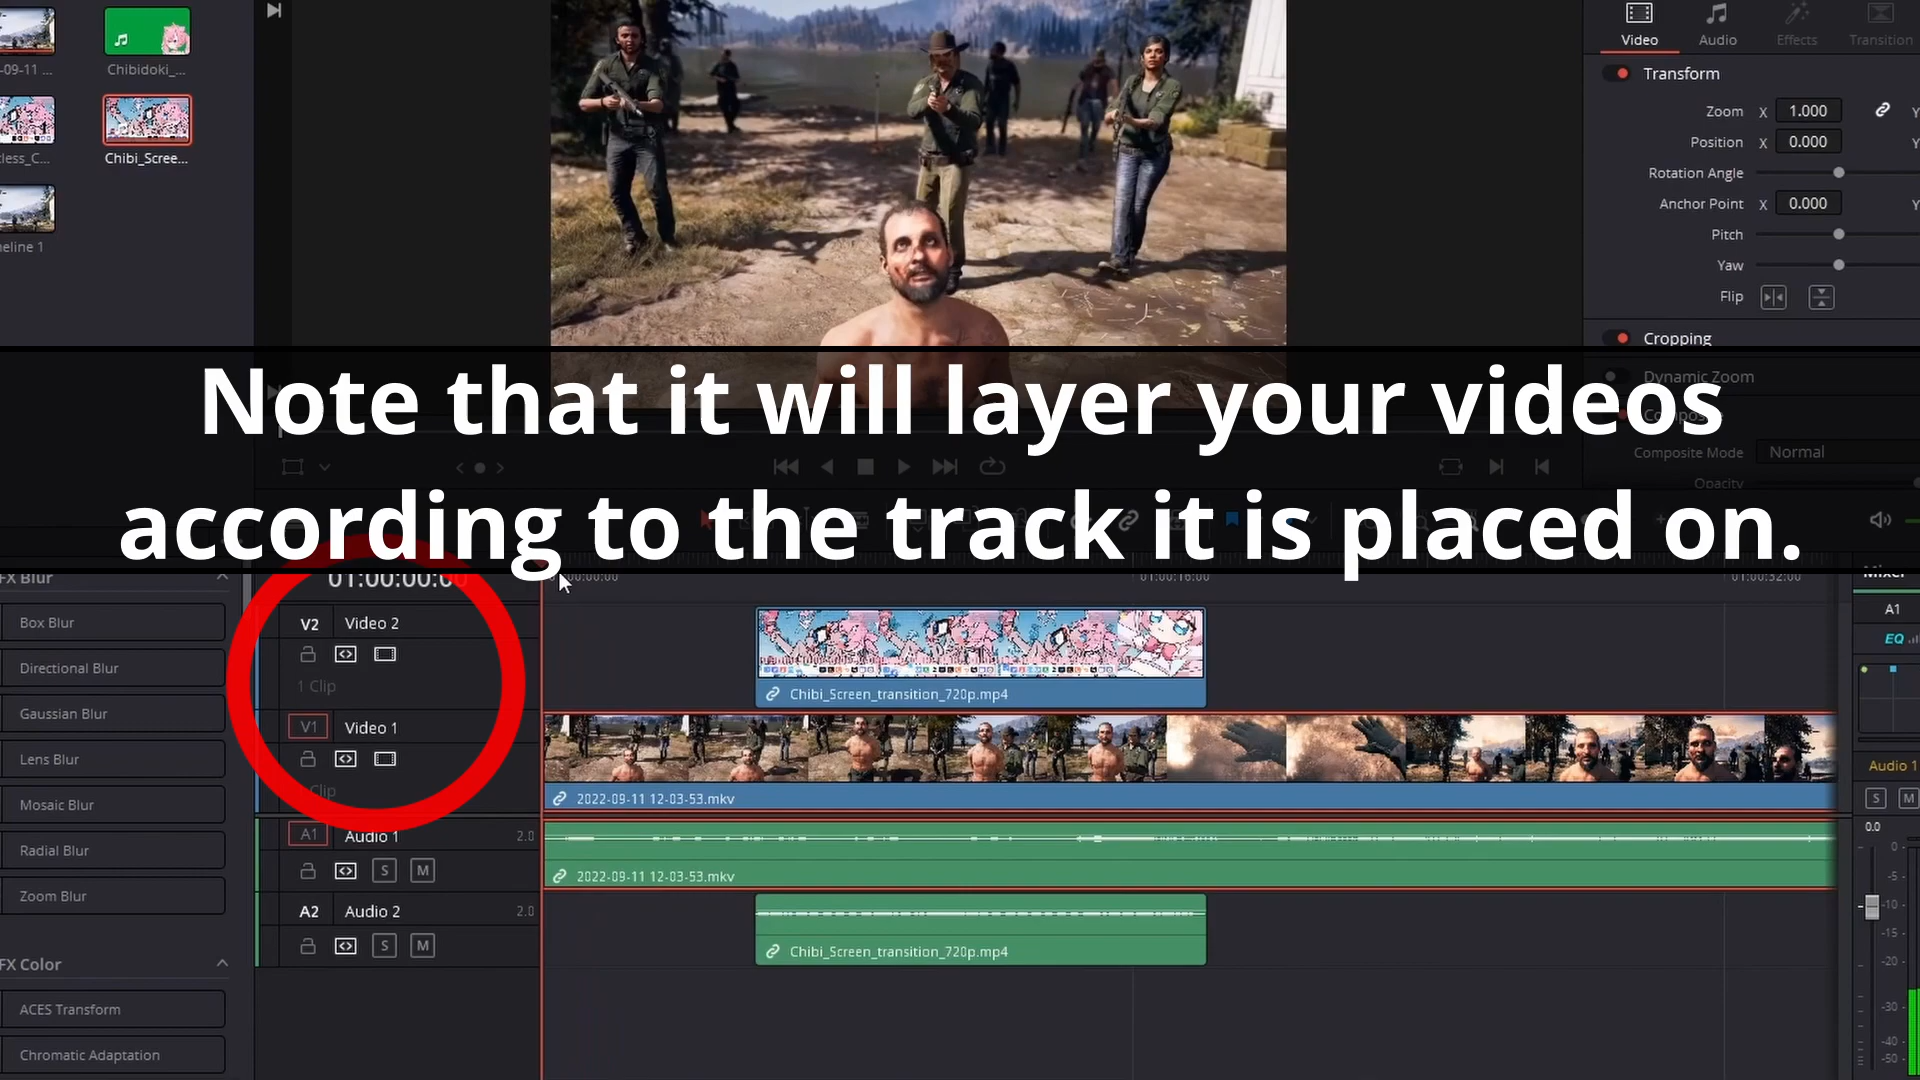 Video
Audio
Effects
Transition
-09-11 ...
Chibidoki_...
Transform
Zoom X 1.000 Y
Position X 0.000 Y
less_C...
Chibi_Scree...
Rotation Angle
Anchor Point X 0.000 Y
Pitch
eline 1
Yaw
Flip
Cropping
Dynamic Zoom
Note that it will layer your videos
Composite Mode Normal
Opacity
according to the track it is placed on.
FX Blur
01:00:00:00
01:00:16:00
01:00:32:00
Mixer
Box Blur
V2 Video 2
A1
EQ
Directional Blur
1 Clip
Chibi_Screen_transition_720p.mp4
Gaussian Blur
V1 Video 1
Lens Blur
Audio 1
Clip
2022-09-11 12-03-53.mkv
S M
Mosaic Blur
A1 Audio 1 2.0
0.0
Radial Blur
0
S M
-5
2022-09-11 12-03-53.mkv
Zoom Blur
-10
A2 Audio 2 2.0
-15
S M
Chibi_Screen_transition_720p.mp4
-20
FX Color
-30
ACES Transform
-40
Chromatic Adaptation
-50